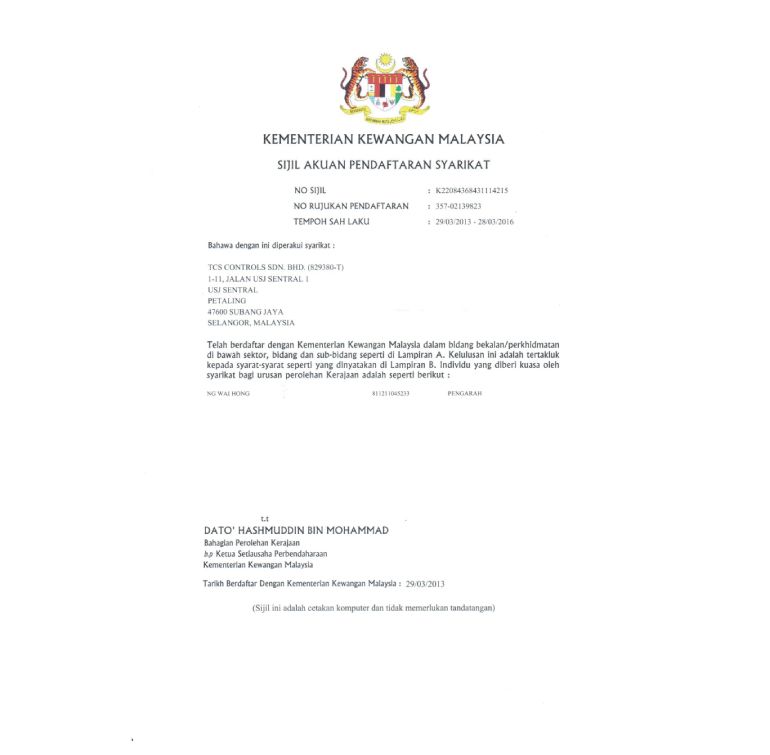 KEMENTERIAN KEWANGAN MALAYSIA
SIJIL AKUAN PENDAFTARAN SYARIKAT
NO SIJIL : K22084368431114215
NO RUJUKAN PENDAFTARAN : 357-02139823
TEMPOH SAH LAKU : 29/03/2013 - 28/03/2016
Bahawa dengan ini diperakui syarikat :
TCS CONTROLS SDN. BHD. (829380-T)
1-11, JALAN USJ SENTRAL 1
USJ SENTRAL
PETALING
47600 SUBANG JAYA
SELANGOR, MALAYSIA
Telah berdaftar dengan Kementerian Kewangan Malaysia dalam bidang bekalan/perkhidmatan
di bawah sektor, bidang dan sub-bidang seperti di Lampiran A. Kelulusan ini adalah tertakluk
kepada syarat-syarat seperti yang dinyatakan di Lampiran B. Individu yang diberi kuasa oleh
syarikat bagi urusan perolehan Kerajaan adalah seperti berikut :
NG WAI HONG 811211045233 PENGARAH
t.t
DATO' HASHMUDDIN BIN MOHAMMAD
Bahagian Perolehan Kerajaan
b.p Ketua Setiausaha Perbendaharaan
Kementerian Kewangan Malaysia
Tarikh Berdaftar Dengan Kementerian Kewangan Malaysia : 29/03/2013
(Sijil ini adalah cetakan komputer dan tidak memerlukan tandatangan)